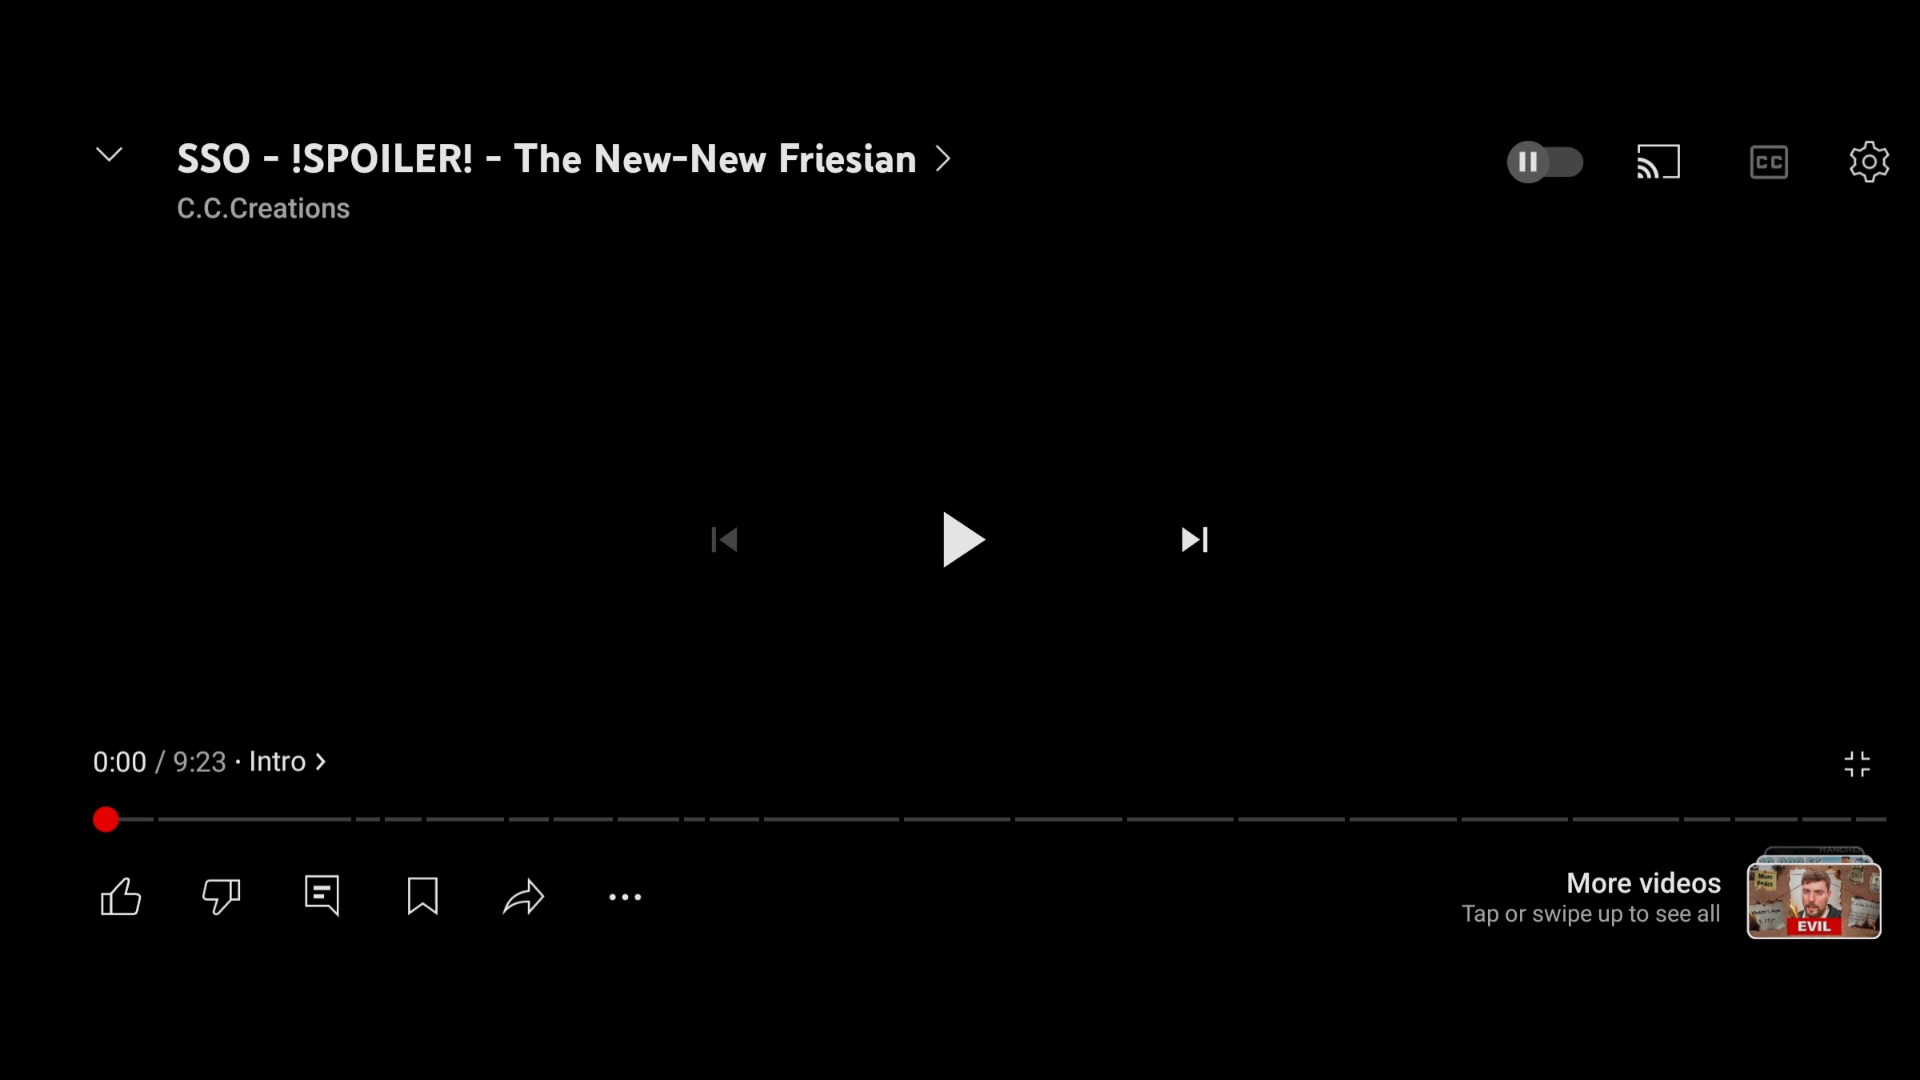 SSO - !SPOILER! - The New-New Friesian
C.C.Creations
CC
0:00 / 9:23 · Intro
More videos
Tap or swipe up to see all
EVIL